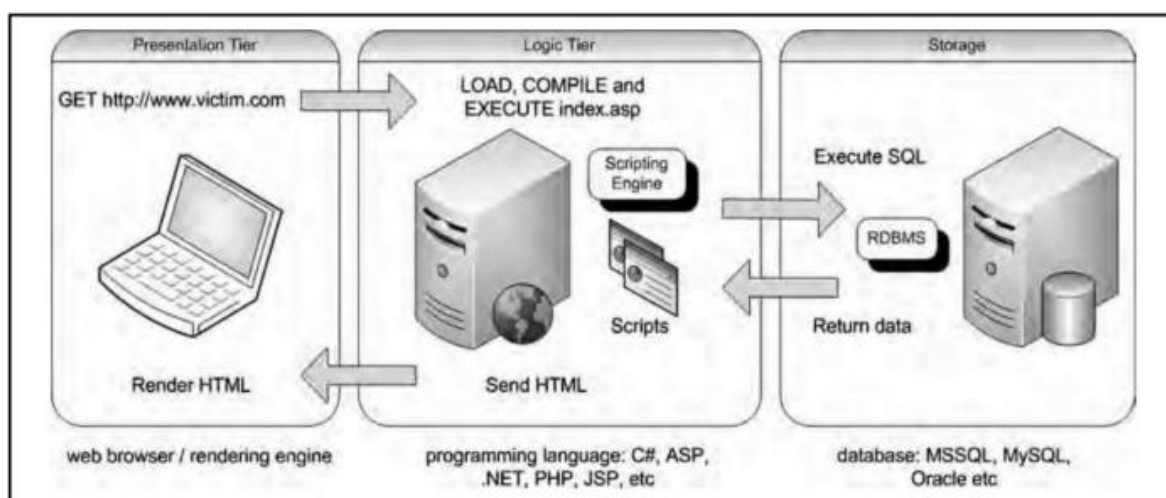 Presentation Tier
GET http://www.victim.com
Render HTML
web browser / rendering engine
Logic Tier
LOAD, COMPILE and
EXECUTE index.asp
Scripting
Engine
Scripts
Send HTML
programming language: C#, ASP,
.NET, PHP, JSP, etc
Storage
Execute SQL
RDBMS
Return data
database: MSSQL, MySQL,
Oracle etc